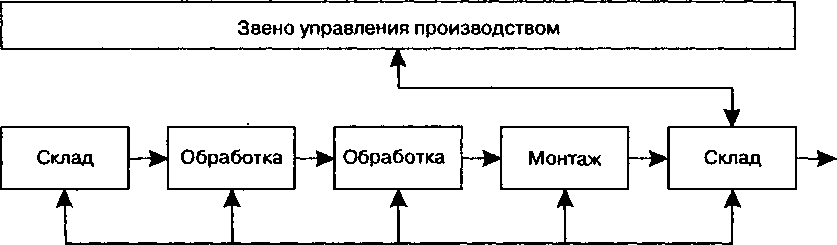 Звено управления производством
Склад
Обработка
Обработка
Монтаж
Склад